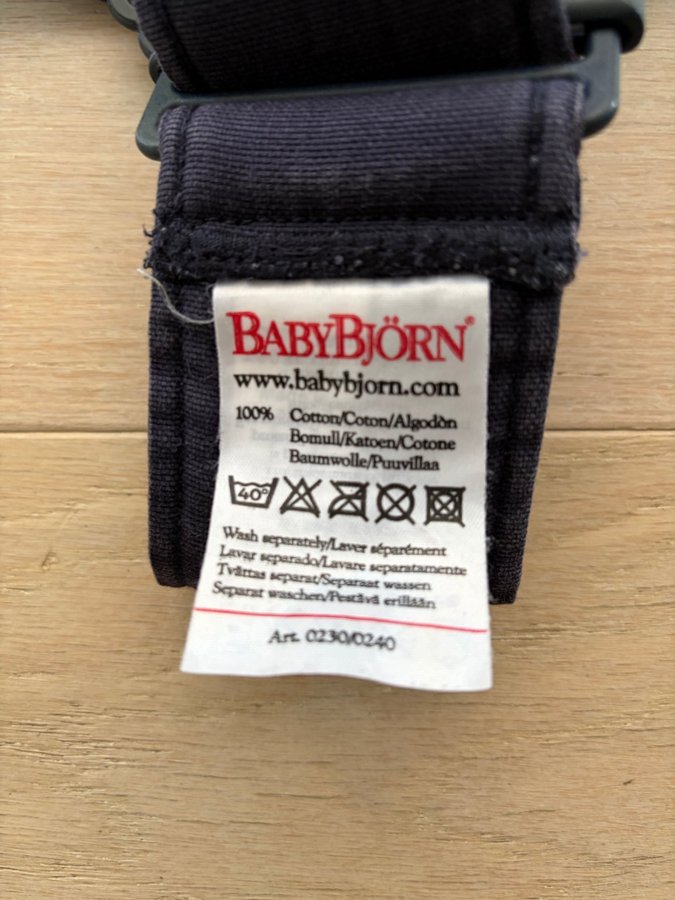 BABYBJÖRN®
www.babybjorn.com
100% Cotton/Coton/Algodòn
Bomull/Katoen/Cotone
Baumwolle/Puuvillaa
40°
Wash separately/Laver séparément
Lavar separado/Lavare separatamente
Tvättas separat/Separaat wassen
Separat waschen/Pestävä erillään
Art. 0230/0240